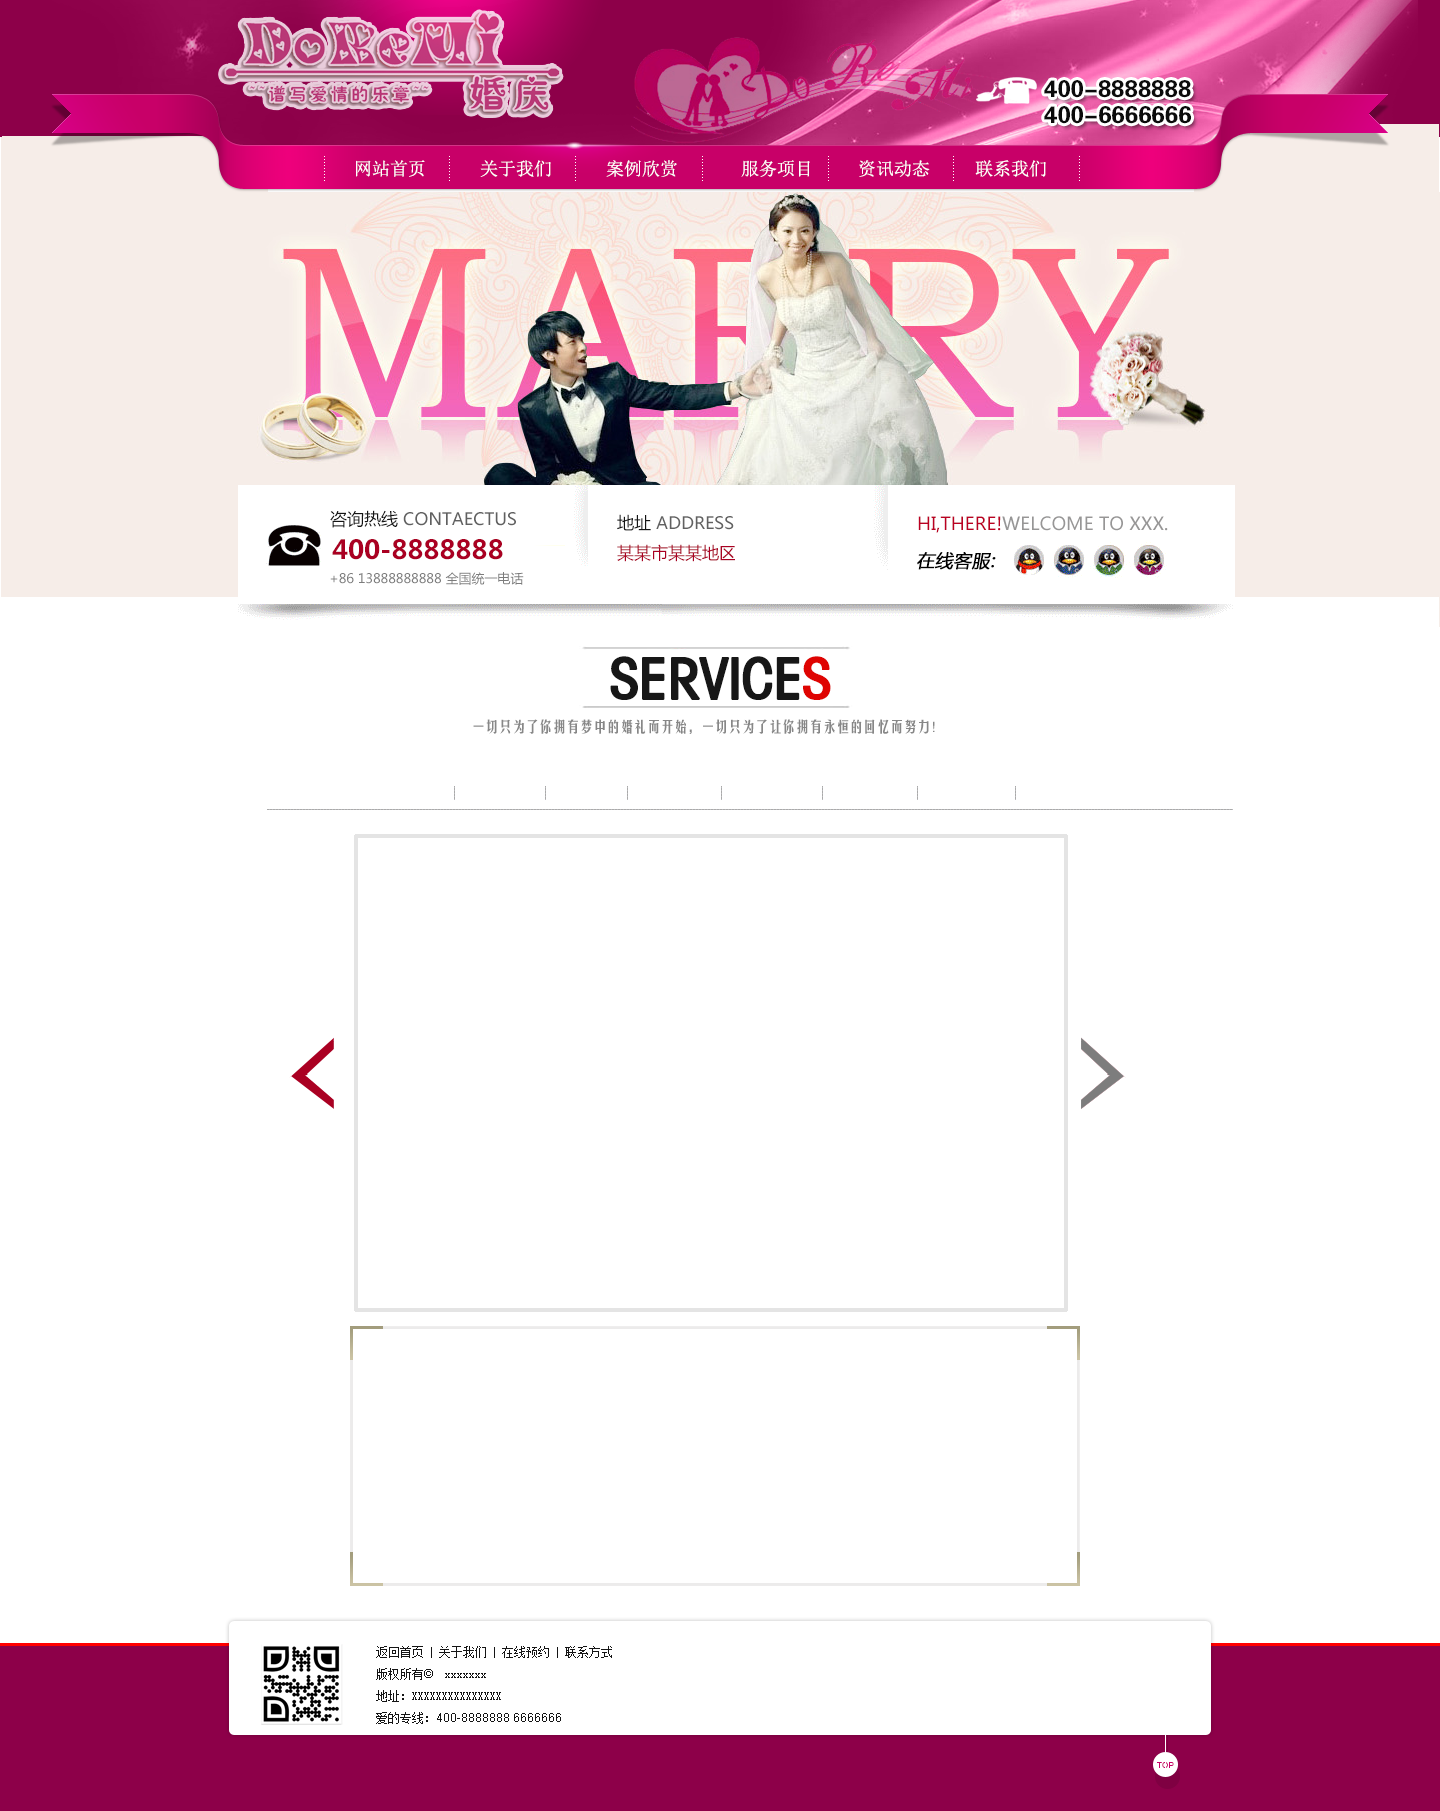 DoReMi
~谱写爱情的乐章~ 婚庆
Do Re Mi
400-8888888
400-6666666
网站首页 关于我们 案例欣赏 服务项目 资讯动态 联系我们
MARRY
咨询热线 CONTAECTUS
400-8888888
+86 13888888888 全国统一电话
地址 ADDRESS
某某市某某地区
HI,THERE!WELCOME TO XXX.
在线客服:
SERVICES
一切只为了你拥有梦中的婚礼而开始，一切只为了让你拥有永恒的回忆而努力!
返回首页 | 关于我们 | 在线预约 | 联系方式
版权所有© xxxxxxx
地址：XXXXXXXXXXXXXXX
爱的专线：400-8888888 6666666
TOP